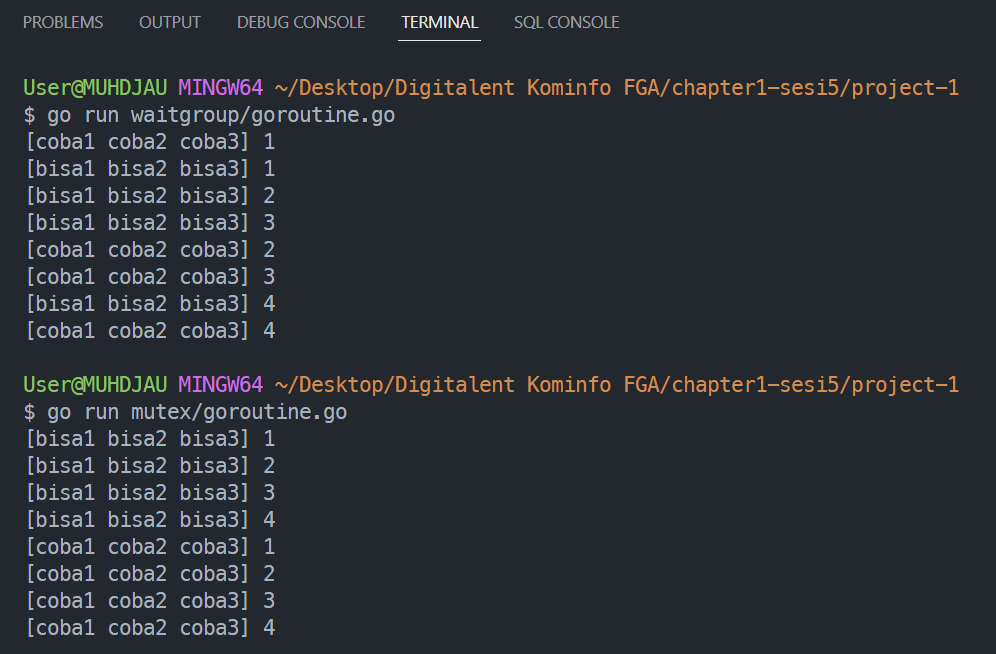 PROBLEMS OUTPUT DEBUG CONSOLE TERMINAL SQL CONSOLE
User@MUHDJAU MINGW64 ~/Desktop/Digitalent Kominfo FGA/chapter1-sesi5/project-1
$ go run waitgroup/goroutine.go
[coba1 coba2 coba3] 1
[bisa1 bisa2 bisa3] 1
[bisa1 bisa2 bisa3] 2
[bisa1 bisa2 bisa3] 3
[coba1 coba2 coba3] 2
[coba1 coba2 coba3] 3
[bisa1 bisa2 bisa3] 4
[coba1 coba2 coba3] 4
User@MUHDJAU MINGW64 ~/Desktop/Digitalent Kominfo FGA/chapter1-sesi5/project-1
$ go run mutex/goroutine.go
[bisa1 bisa2 bisa3] 1
[bisa1 bisa2 bisa3] 2
[bisa1 bisa2 bisa3] 3
[bisa1 bisa2 bisa3] 4
[coba1 coba2 coba3] 1
[coba1 coba2 coba3] 2
[coba1 coba2 coba3] 3
[coba1 coba2 coba3] 4